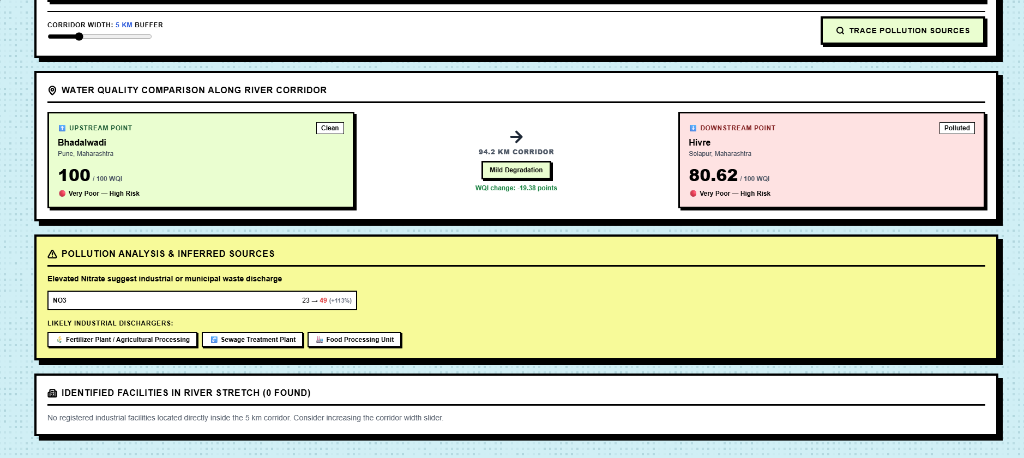 CORRIDOR WIDTH: 5 KM BUFFER
TRACE POLLUTION SOURCES
WATER QUALITY COMPARISON ALONG RIVER CORRIDOR
UPSTREAM POINT
Clean
Bhadalwadi
Pune, Maharashtra
100 / 100 WQI
Very Poor — High Risk
94.2 KM CORRIDOR
Mild Degradation
WQI change: -19.38 points
DOWNSTREAM POINT
Polluted
Hivre
Solapur, Maharashtra
80.62 / 100 WQI
Very Poor — High Risk
POLLUTION ANALYSIS & INFERRED SOURCES
Elevated Nitrate suggest industrial or municipal waste discharge
NO3 23 → 49 (+113%)
LIKELY INDUSTRIAL DISCHARGERS:
Fertilizer Plant / Agricultural Processing
Sewage Treatment Plant
Food Processing Unit
IDENTIFIED FACILITIES IN RIVER STRETCH (0 FOUND)
No registered industrial facilities located directly inside the 5 km corridor. Consider increasing the corridor width slider.